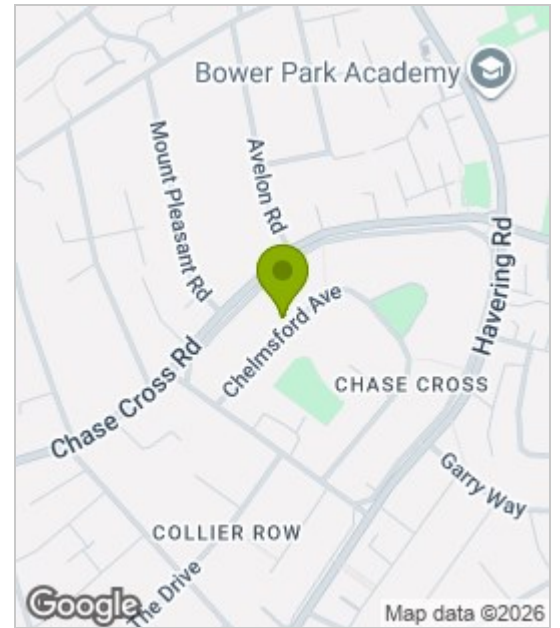 Bower Park Academy
Mount Pleasant Rd
Avelon Rd
Havering Rd
Chelmsford Ave
Chase Cross Rd
CHASE CROSS
Garry Way
COLLIER ROW
The Drive
Google
Map data ©2026